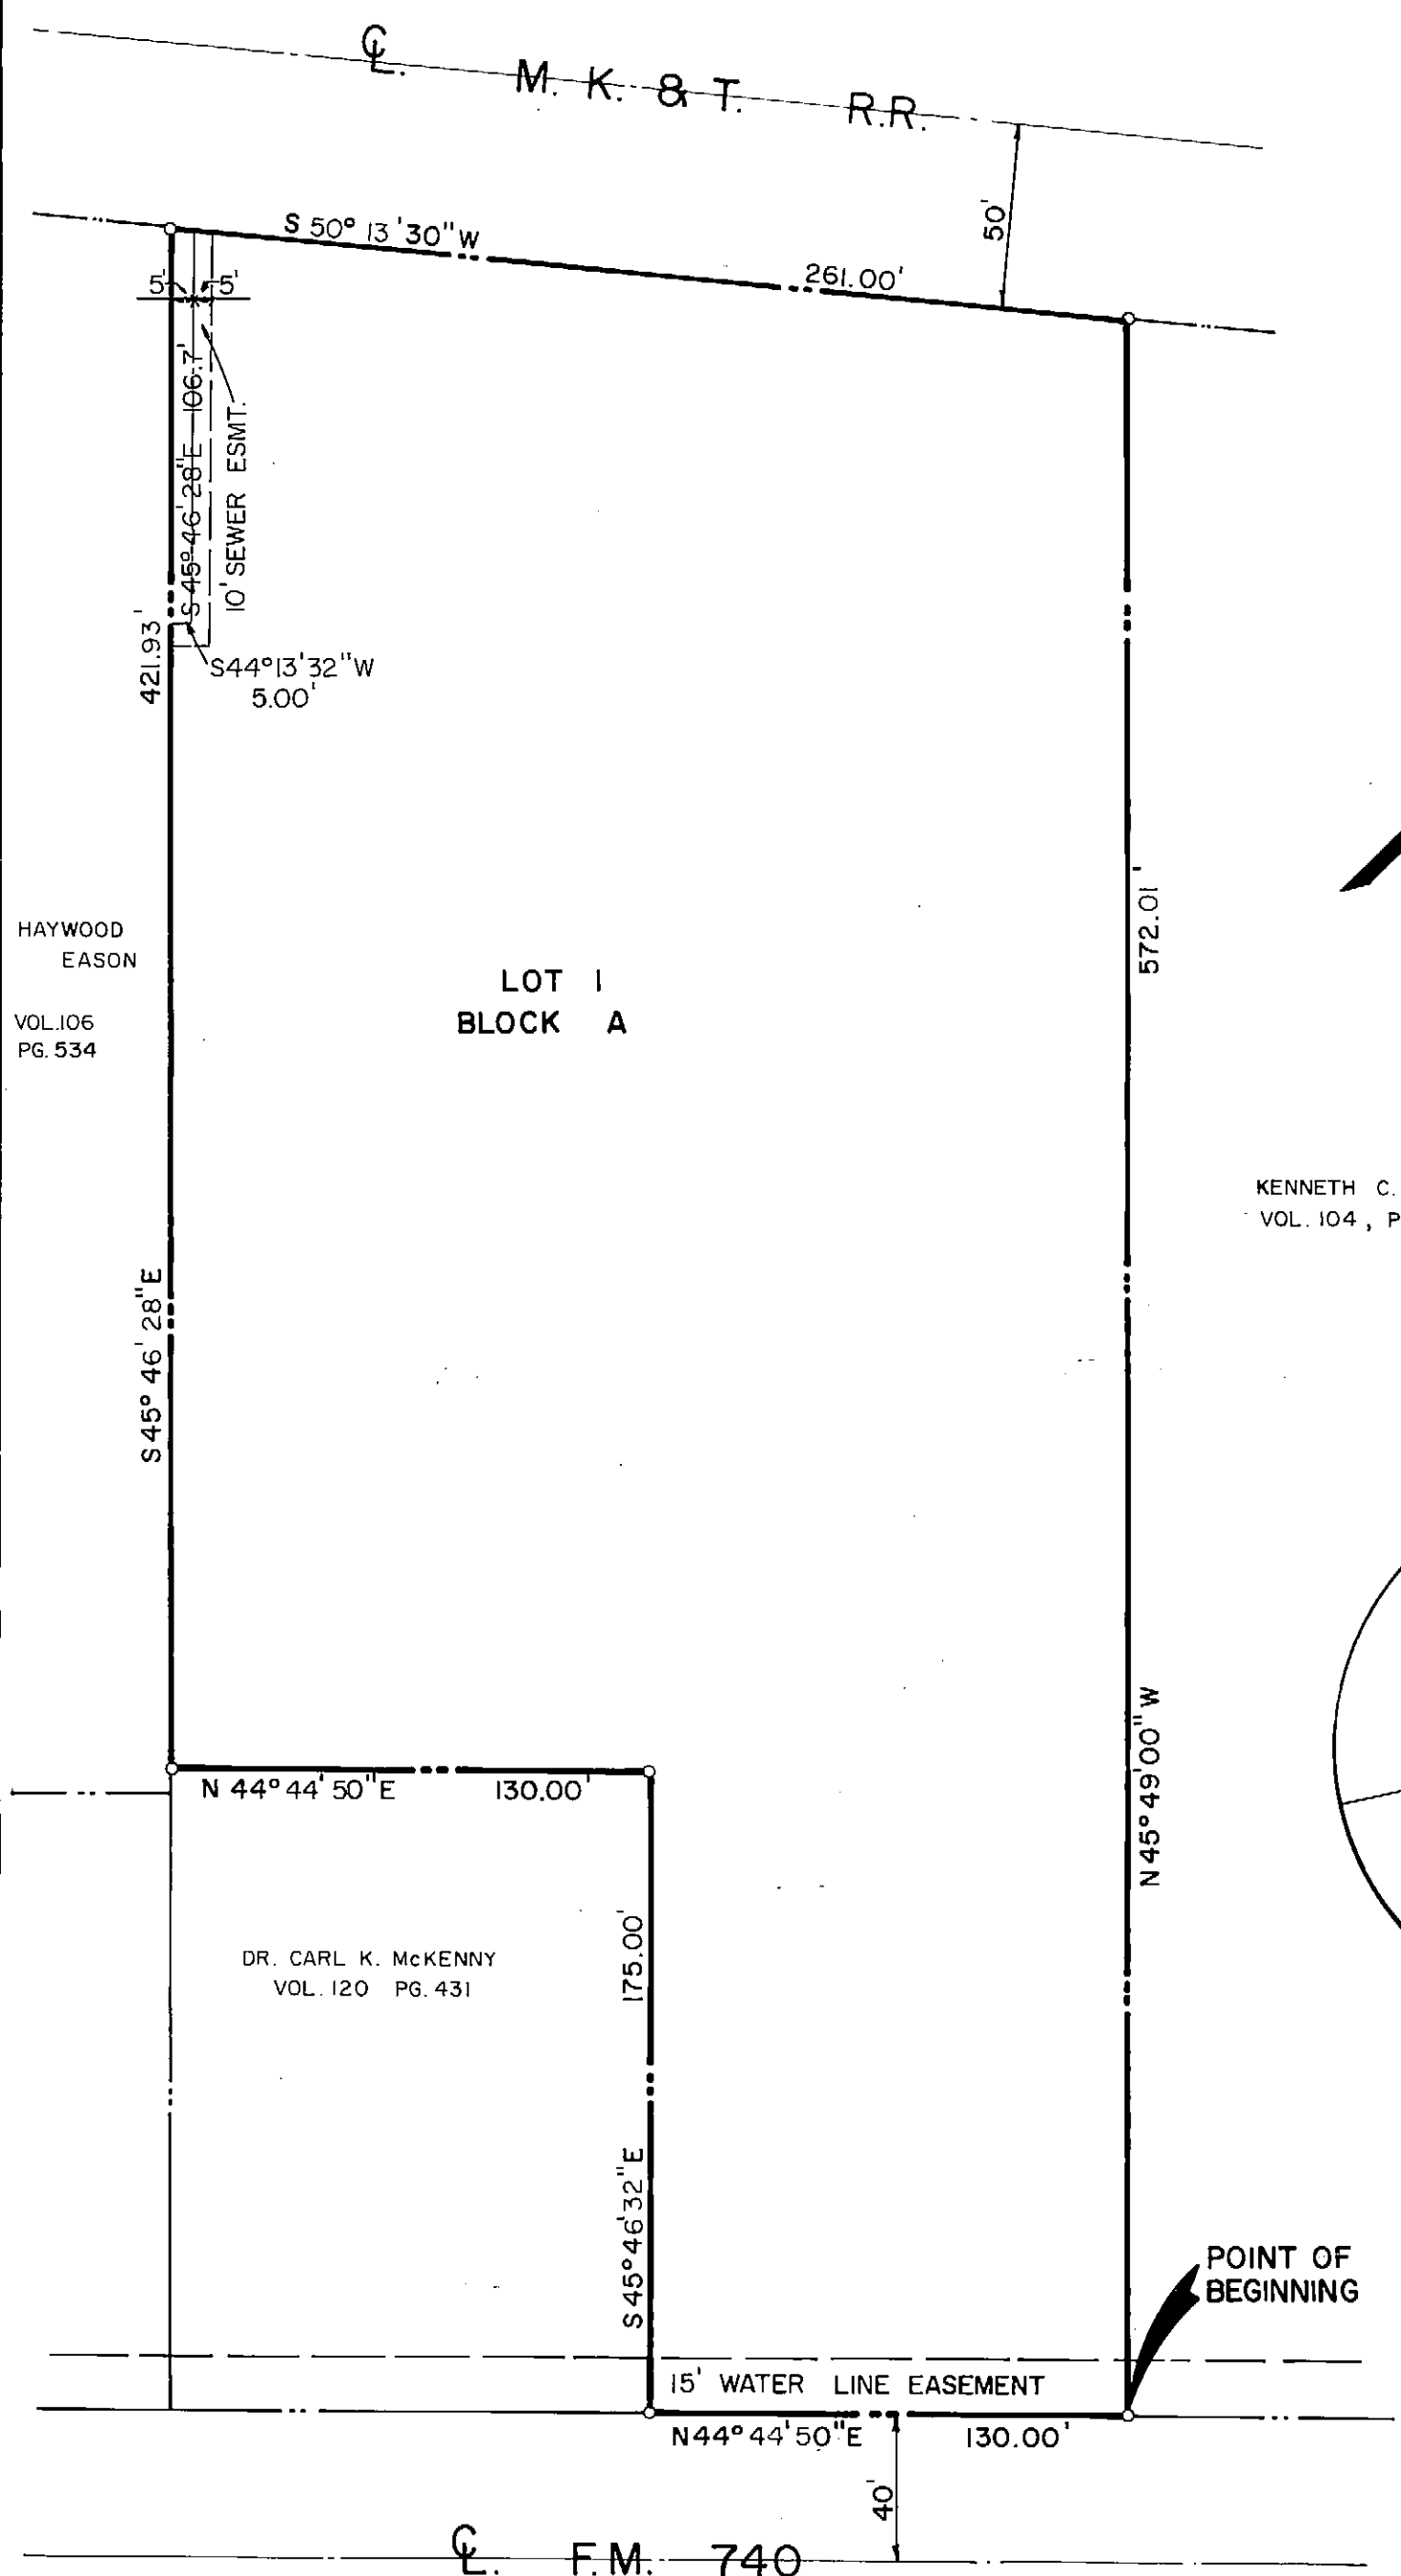 ℄. M. K. & T. R.R.
50'
S 50° 13' 30" W 261.00'
5' 5'
S 45° 46' 28" E 106.7'
10' SEWER ESMT.
S44°13'32"W
5.00'
421.93'
S45° 46' 28"E
HAYWOOD
EASON
VOL.106
PG. 534
LOT 1
BLOCK A
572.01'
N45°49'00"W
KENNETH C.
VOL. 104, P
N 44°44'50"E 130.00'
DR. CARL K. McKENNY
VOL. 120 PG. 431
175.00'
S45°46'32"E
POINT OF
BEGINNING
15' WATER LINE EASEMENT
N44°44'50"E 130.00'
40'
℄. F.M. 740